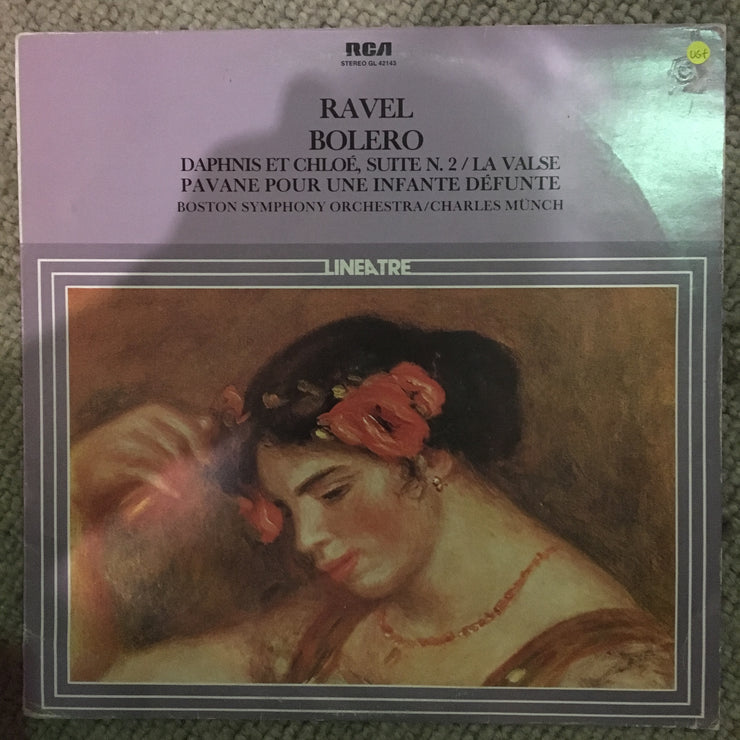 RCA
STEREO GL 42143
UGt
RAVEL
BOLERO
DAPHNIS ET CHLOÉ, SUITE N. 2 / LA VALSE
PAVANE POUR UNE INFANTE DÉFUNTE
BOSTON SYMPHONY ORCHESTRA/CHARLES MÜNCH
LINEATRE